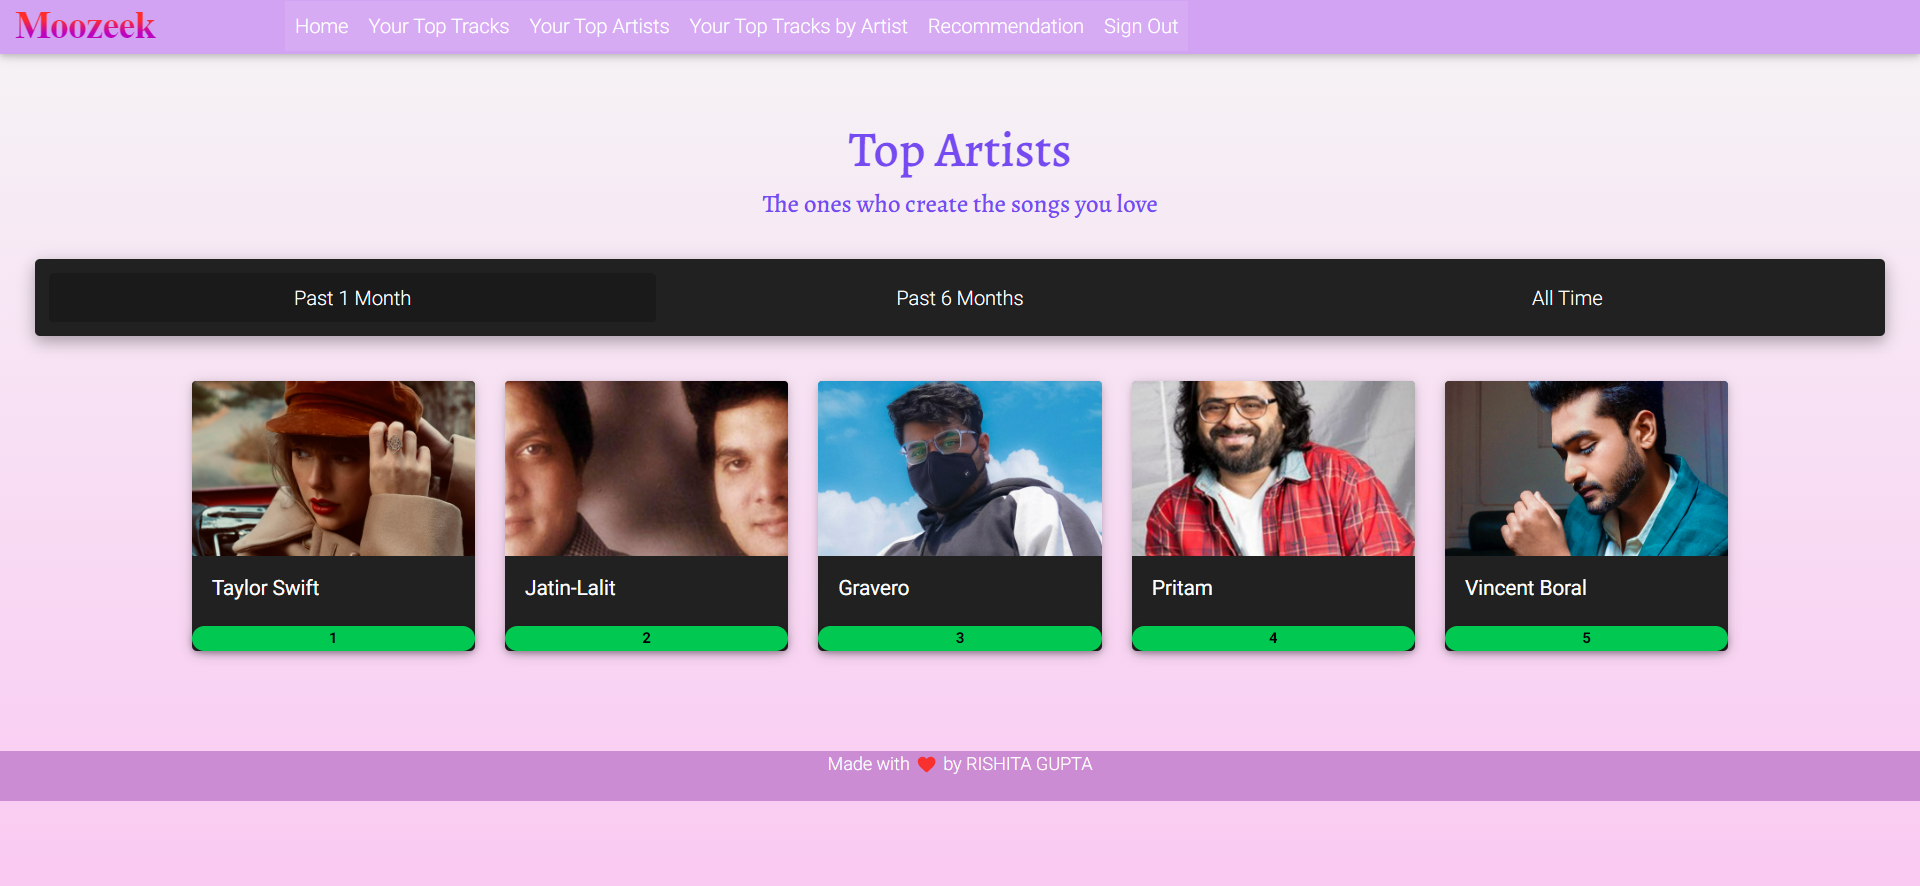 Moozeek Home Your Top Tracks Your Top Artists Your Top Tracks by Artist Recommendation Sign Out
Top Artists
The ones who create the songs you love
Past 1 Month Past 6 Months All Time
Taylor Swift Jatin-Lalit Gravero Pritam Vincent Boral
1 2 3 4 5
Made with ❤ by RISHITA GUPTA